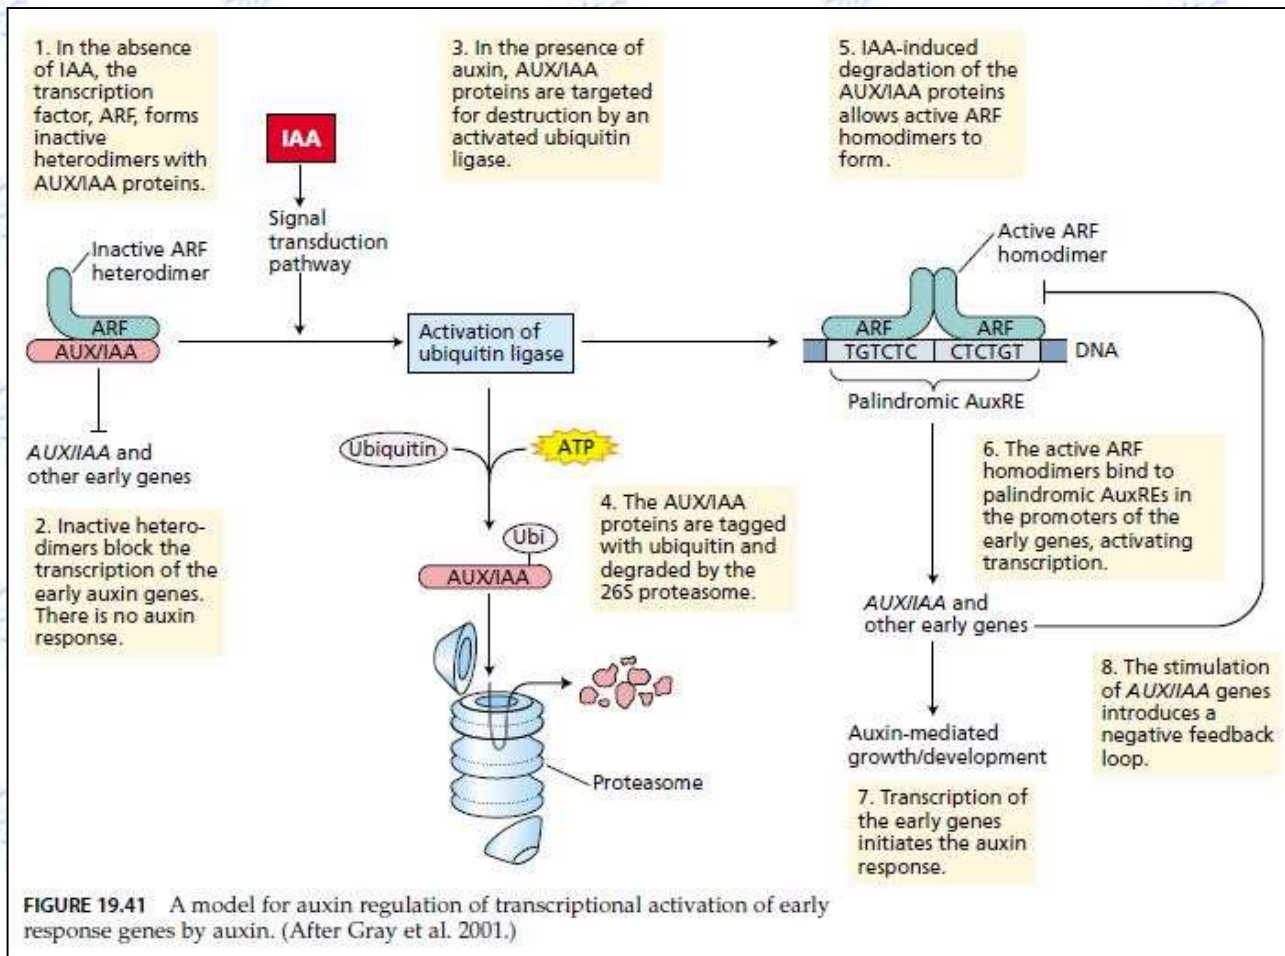 1. In the absence
of IAA, the
transcription
factor, ARF, forms
inactive
heterodimers with
AUX/IAA proteins.
IAA
Signal
transduction
pathway
3. In the presence of
auxin, AUX/IAA
proteins are targeted
for destruction by an
activated ubiquitin
ligase.
5. IAA-induced
degradation of the
AUX/IAA proteins
allows active ARF
homodimers to
form.
Inactive ARF
heterodimer
ARF
AUX/IAA
Activation of
ubiquitin ligase
Active ARF
homodimer
ARF
ARF
TGTCTC
CTCTGT
DNA
Palindromic AuxRE
AUX/IAA and
other early genes
2. Inactive hetero-
dimers block the
transcription of the
early auxin genes.
There is no auxin
response.
Ubiquitin
ATP
Ubi
AUX/IAA
4. The AUX/IAA
proteins are tagged
with ubiquitin and
degraded by the
26S proteasome.
Proteasome
6. The active ARF
homodimers bind to
palindromic AuxREs in
the promoters of the
early genes, activating
transcription.
AUX/IAA and
other early genes
8. The stimulation
of AUX/IAA genes
introduces a
negative feedback
loop.
Auxin-mediated
growth/development
7. Transcription of
the early genes
initiates the auxin
response.
FIGURE 19.41 A model for auxin regulation of transcriptional activation of early
response genes by auxin. (After Gray et al. 2001.)